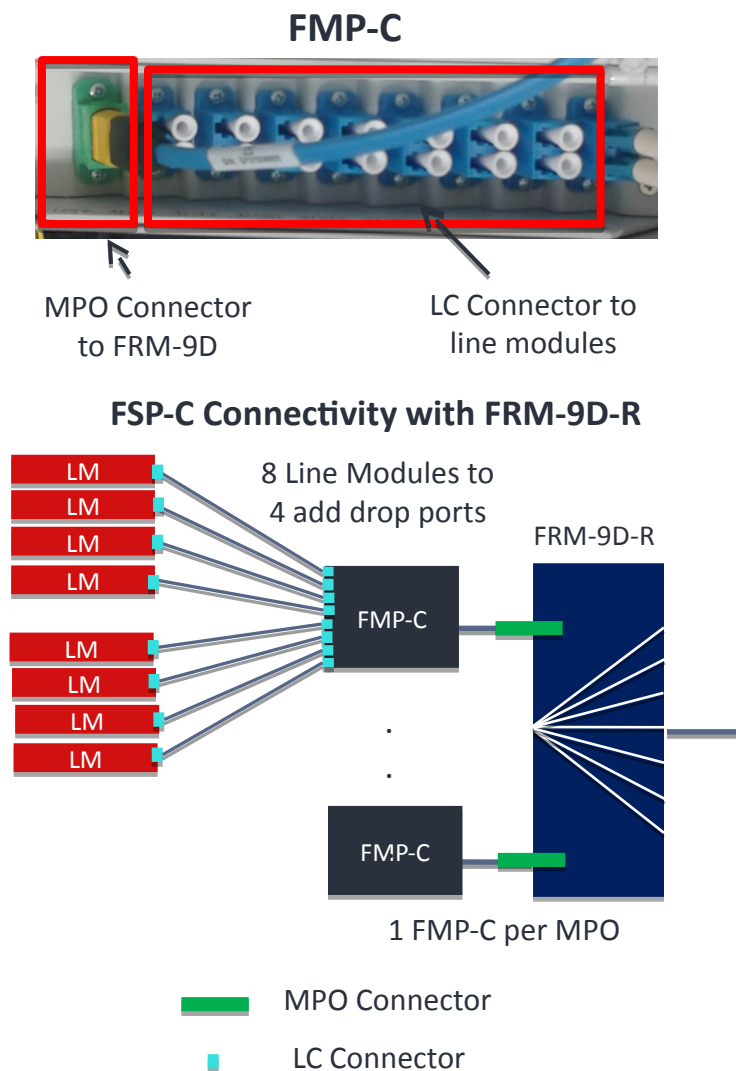 FMP-C
MPO Connector
to FRM-9D
LC Connector to
line modules
FSP-C Connectivity with FRM-9D-R
LM
LM
LM
LM
LM
LM
LM
LM
8 Line Modules to
4 add drop ports
FRM-9D-R
FMP-C
.
.
.
FMP-C
1 FMP-C per MPO
MPO Connector
LC Connector